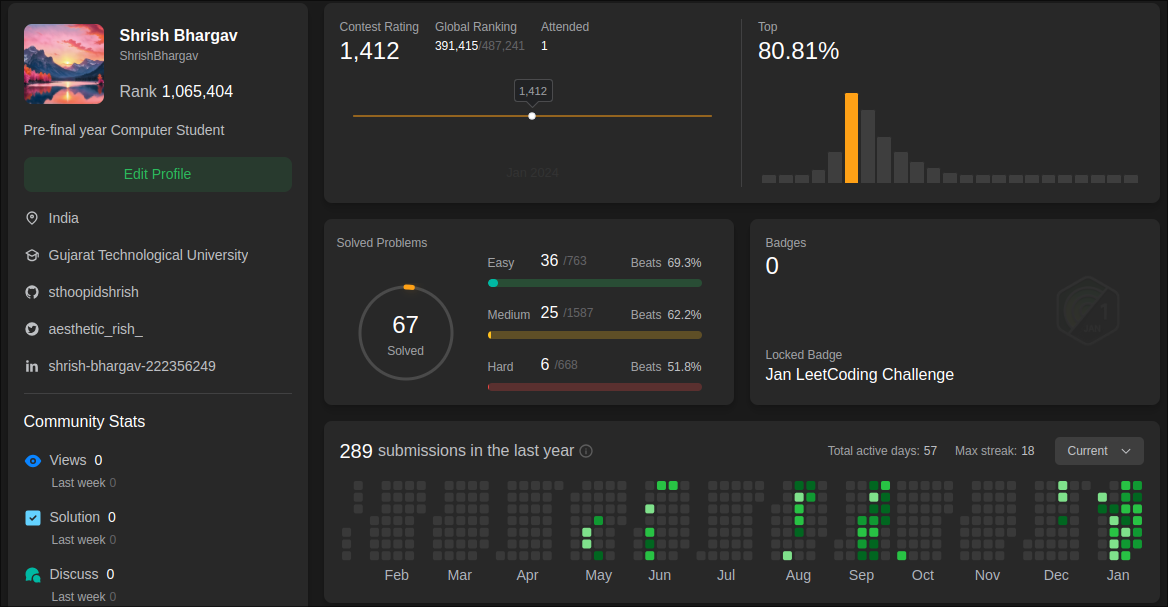 Shrish Bhargav
ShrishBhargav
Rank 1,065,404
Pre-final year Computer Student
Edit Profile
India
Gujarat Technological University
sthoopidshrish
aesthetic_rish_
shrish-bhargav-222356249
Community Stats
Views 0
Last week 0
Solution 0
Last week 0
Discuss 0
Last week 0
Contest Rating Global Ranking Attended
1,412 391,415/487,241 1
1,412
Jan 2024
Top
80.81%
Solved Problems
67
Solved
Easy 36 /763 Beats 69.3%
Medium 25 /1587 Beats 62.2%
Hard 6 /668 Beats 51.8%
Badges
0
1
JAN
Locked Badge
Jan LeetCoding Challenge
289 submissions in the last year Total active days: 57 Max streak: 18 Current
Feb Mar Apr May Jun Jul Aug Sep Oct Nov Dec Jan